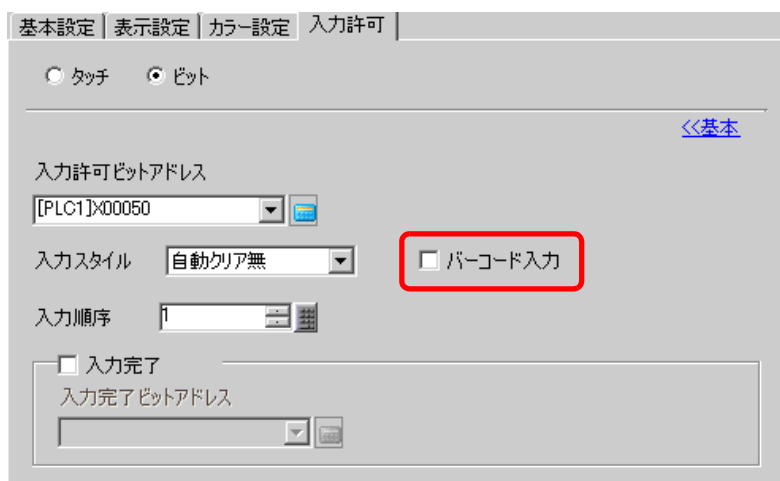 基本設定 表示設定 カラー設定 入力許可
タッチ ビット
<<基本
入力許可ビットアドレス
[PLC1]X00050
入力スタイル 自動クリア無 バーコード入力
入力順序 1
入力完了
入力完了ビットアドレス